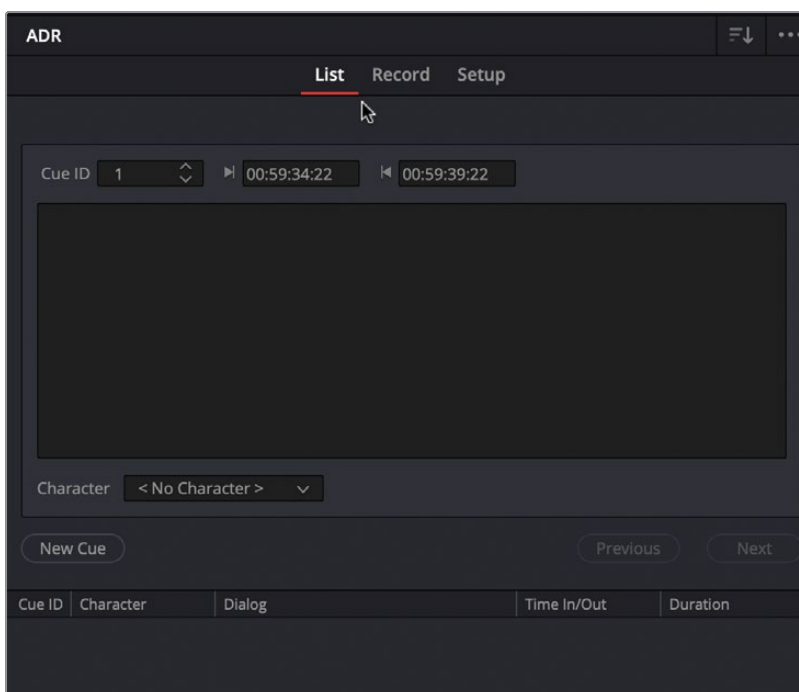 ADR
List Record Setup
Cue ID 1 00:59:34:22 00:59:39:22
Character < No Character >
New Cue Previous Next
Cue ID Character Dialog Time In/Out Duration